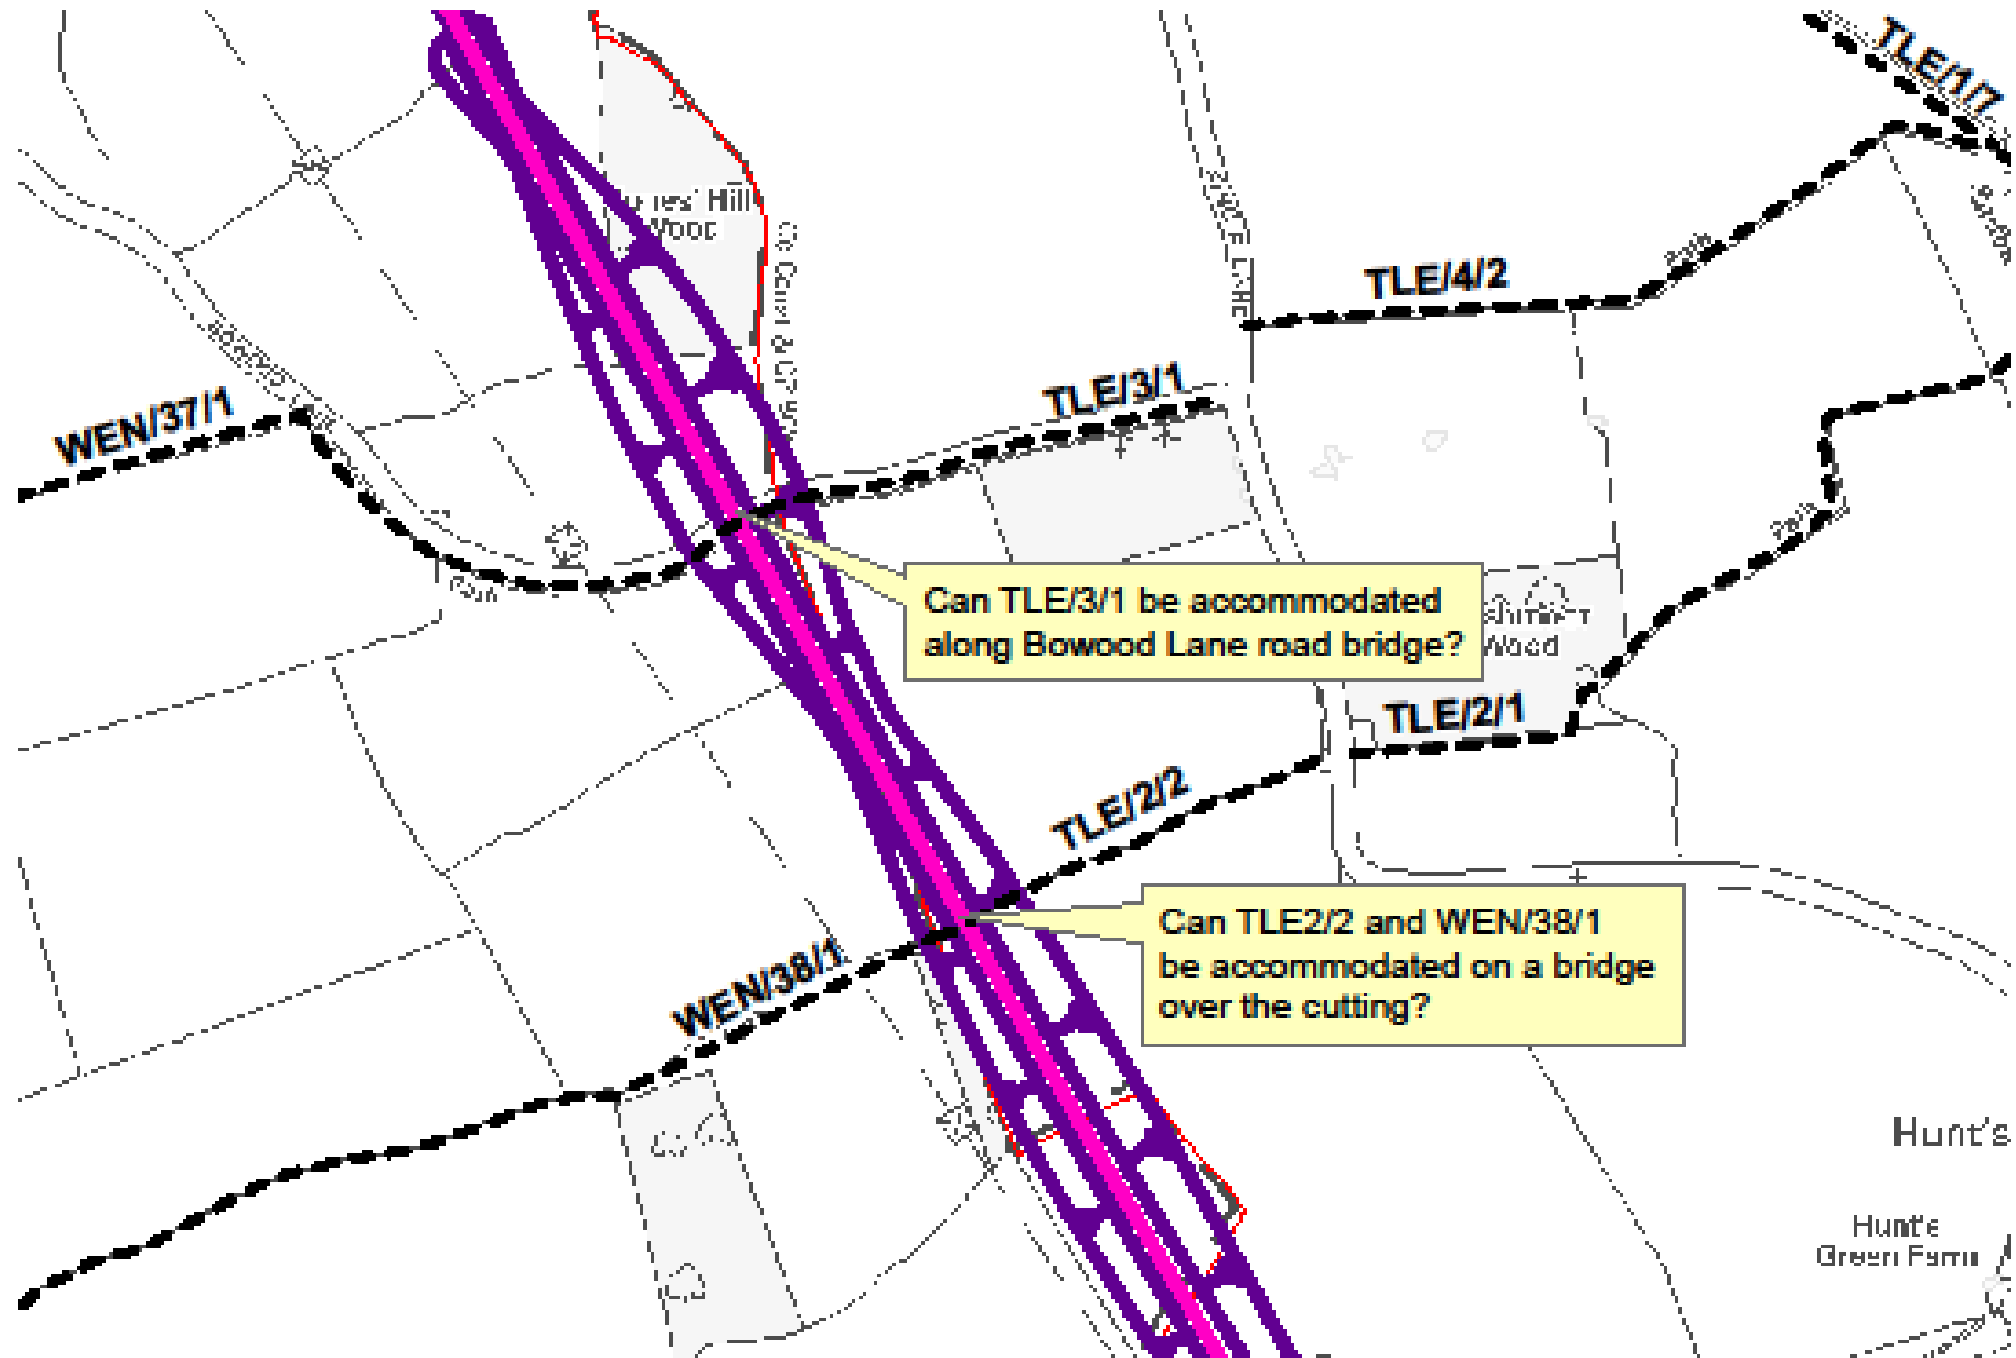 TLE/1/7
Wood
TLE/4/2
TLE/3/1
WEN/37/1
Can TLE/3/1 be accommodated
along Bowood Lane road bridge?
Wood
TLE/2/1
TLE/2/2
Can TLE2/2 and WEN/38/1
be accommodated on a bridge
over the cutting?
WEN/38/1
Hunt's
Hunt's
Green Farm